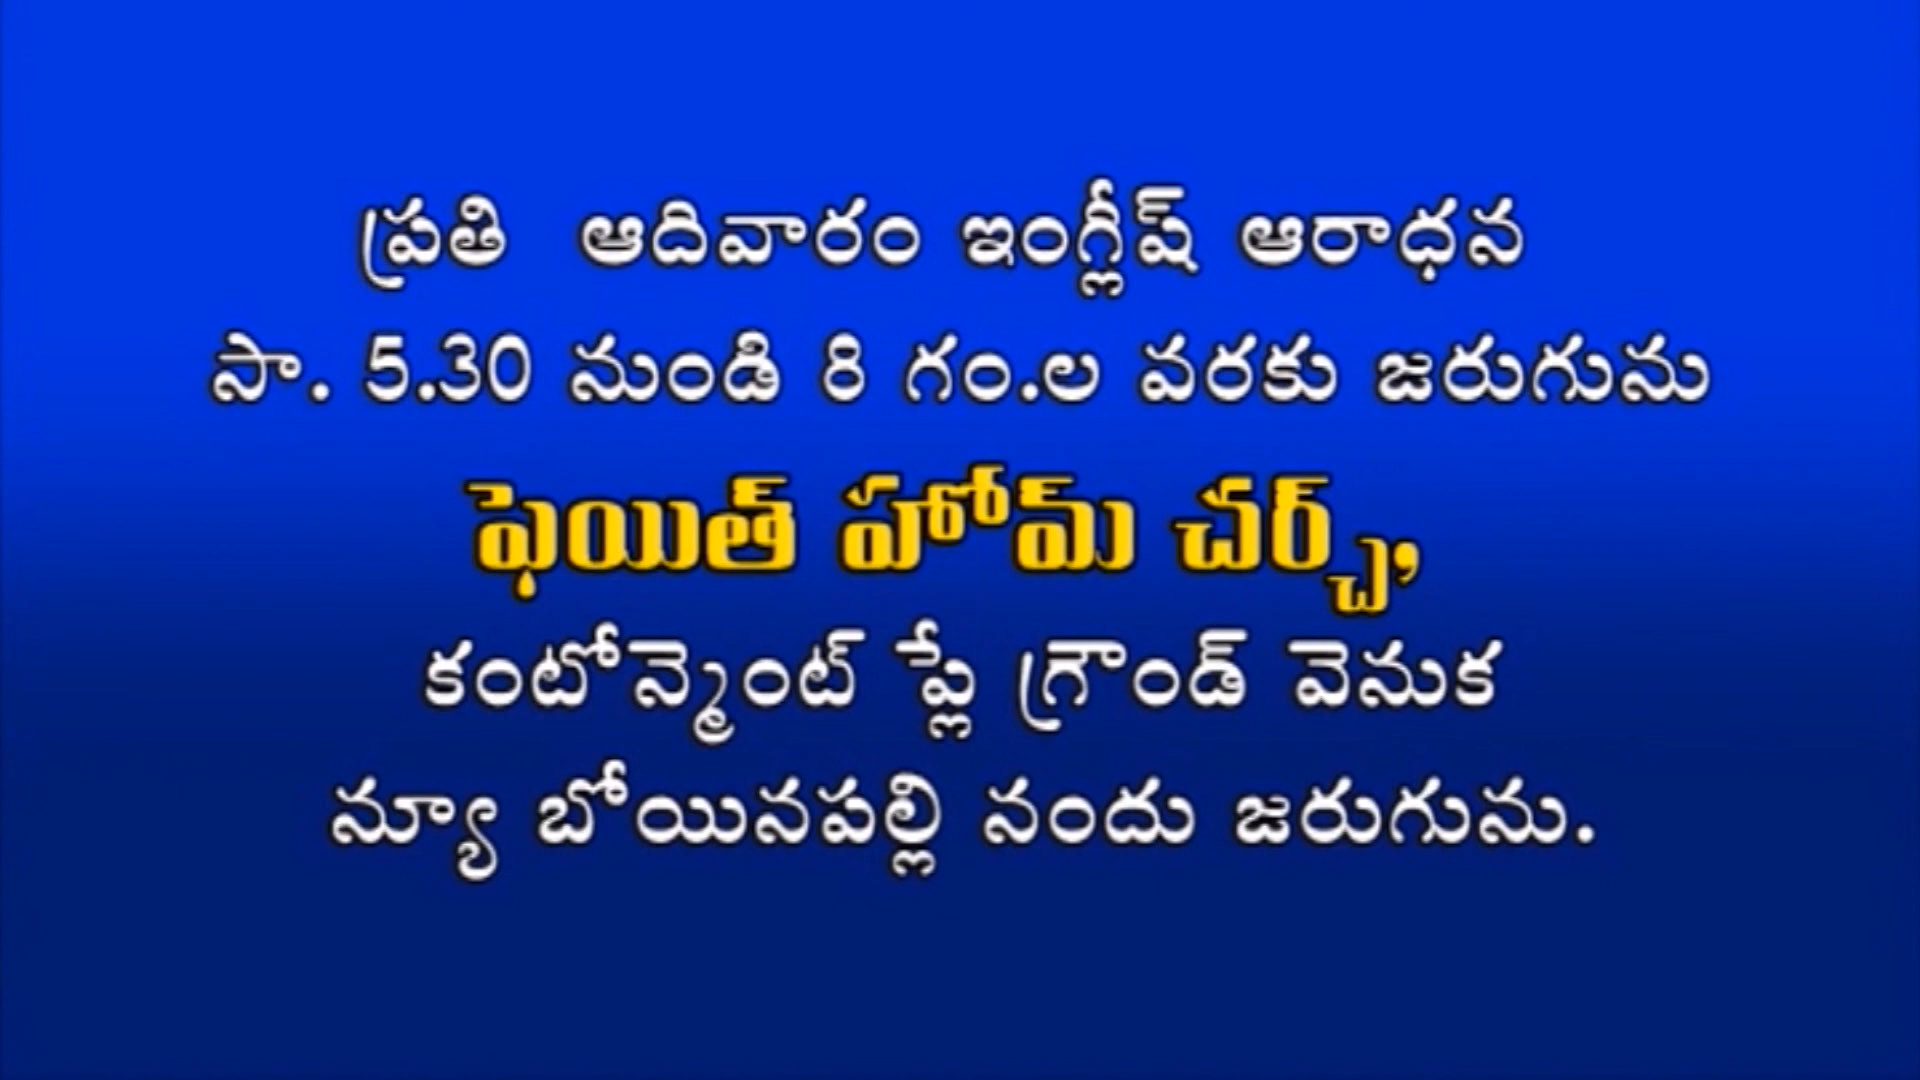 ప్రతి ఆదివారం ఇంగ్లీష్ ఆరాధన
సా. 5.30 నుండి 8 గం.ల వరకు జరుగును
ఫెయిత్ హోమ్ చర్చ్,
కంటోన్మెంట్ ప్లే గ్రౌండ్ వెనుక
న్యూ బోయినపల్లి నందు జరుగును.